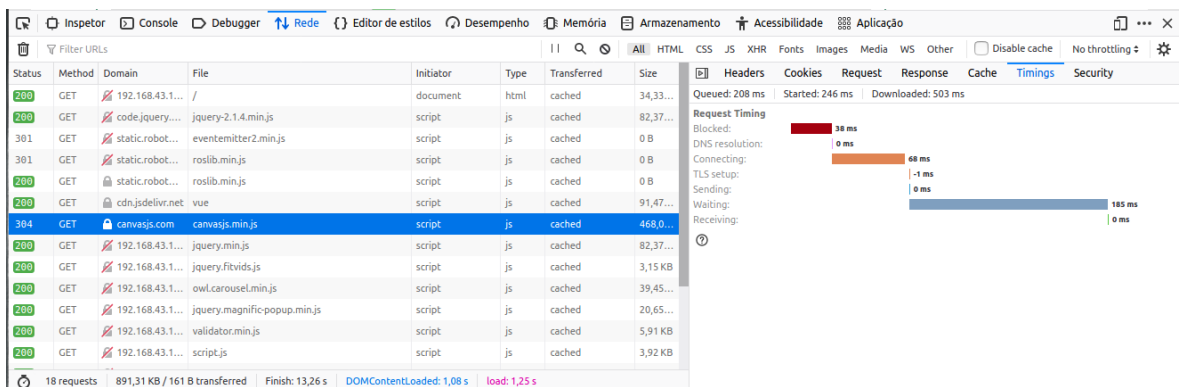 Inspetor Console Debugger Rede Editor de estilos Desempenho Memória Armazenamento Acessibilidade Aplicação
Filter URLs All HTML CSS JS XHR Fonts Images Media WS Other Disable cache No throttling
Status Method Domain File Initiator Type Transferred Size
200 GET 192.168.43.1... / document html cached 34,33...
200 GET code.jquery.... jquery-2.1.4.min.js script js cached 82,37...
301 GET static.robot... eventemitter2.min.js script js cached 0 B
301 GET static.robot... roslib.min.js script js cached 0 B
200 GET static.robot... roslib.min.js script js cached 0 B
200 GET cdn.jsdelivr.net vue script js cached 91,47...
304 GET canvasjs.com canvasjs.min.js script js cached 468,0...
200 GET 192.168.43.1... jquery.min.js script js cached 82,37...
200 GET 192.168.43.1... jquery.fitvids.js script js cached 3,15 KB
200 GET 192.168.43.1... owl.carousel.min.js script js cached 39,45...
200 GET 192.168.43.1... jquery.magnific-popup.min.js script js cached 20,65...
200 GET 192.168.43.1... validator.min.js script js cached 5,91 KB
200 GET 192.168.43.1... script.js script js cached 3,92 KB
18 requests 891,31 KB / 161 B transferred Finish: 13,26 s DOMContentLoaded: 1,08 s load: 1,25 s
Headers Cookies Request Response Cache Timings Security
Queued: 208 ms Started: 246 ms Downloaded: 503 ms
Request Timing
Blocked: 38 ms
DNS resolution: 0 ms
Connecting: 68 ms
TLS setup: -1 ms
Sending: 0 ms
Waiting: 185 ms
Receiving: 0 ms